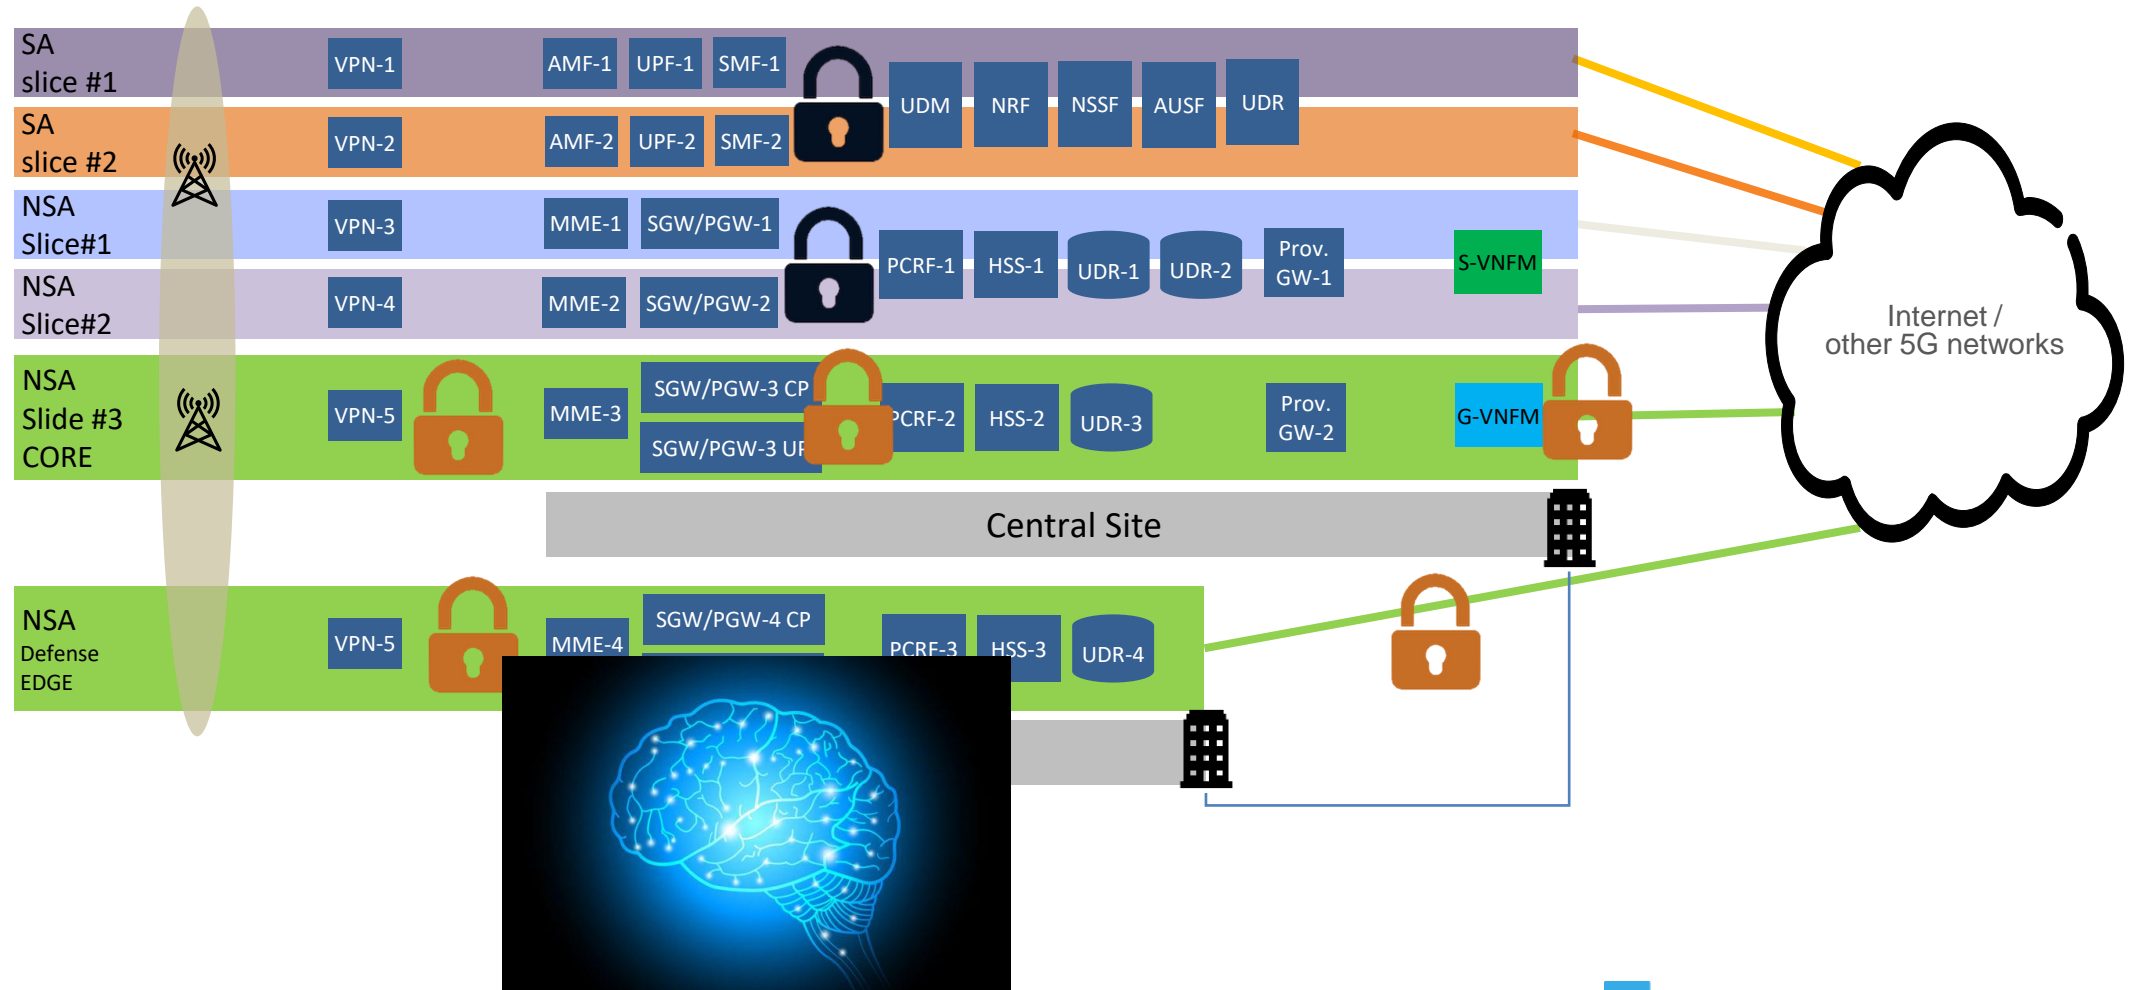 SA
slice #1
VPN-1
AMF-1
UPF-1
SMF-1
SA
slice #2
VPN-2
AMF-2
UPF-2
SMF-2
UDM
NRF
NSSF
AUSF
UDR
NSA
Slice#1
VPN-3
MME-1
SGW/PGW-1
NSA
Slice#2
VPN-4
MME-2
SGW/PGW-2
PCRF-1
HSS-1
UDR-1
UDR-2
Prov.
GW-1
S-VNFM
Internet /
other 5G networks
NSA
Slide #3
CORE
VPN-5
MME-3
SGW/PGW-3 CP
SGW/PGW-3 UP
PCRF-2
HSS-2
UDR-3
Prov.
GW-2
G-VNFM
Central Site
NSA
Defense
EDGE
VPN-5
MME-4
SGW/PGW-4 CP
PCRF-3
HSS-3
UDR-4